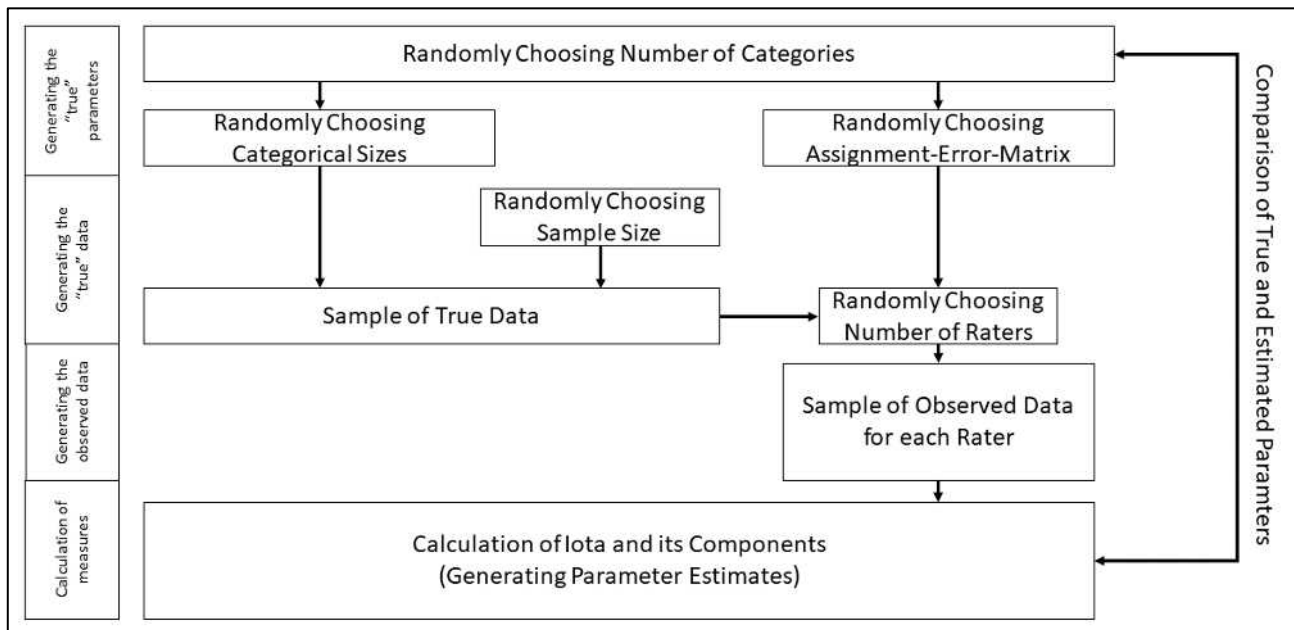 Generating the
"true"
parameters
Randomly Choosing Number of Categories
Randomly Choosing
Categorical Sizes
Randomly Choosing
Assignment-Error-Matrix
Generating the
"true" data
Randomly Choosing
Sample Size
Sample of True Data
Randomly Choosing
Number of Raters
Generating the
observed data
Sample of Observed Data
for each Rater
Calculation of
measures
Calculation of Iota and its Components
(Generating Parameter Estimates)
Comparison of True and Estimated Paramters